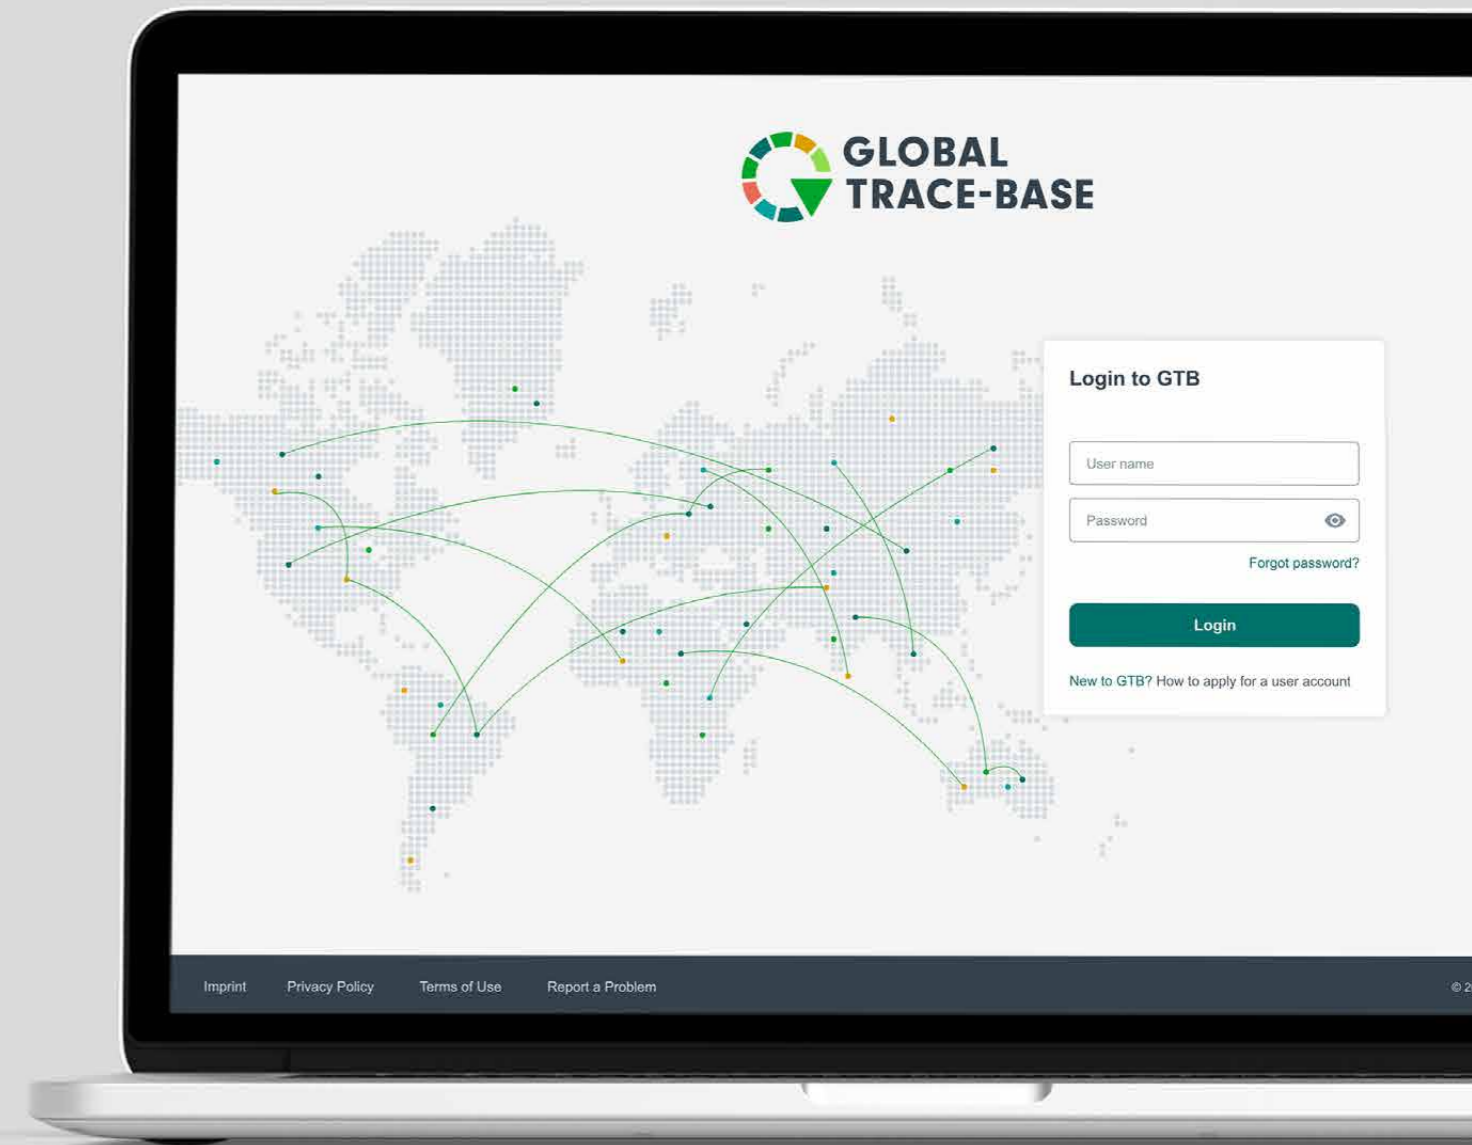 GLOBAL
TRACE-BASE
Login to GTB
User name
Password
Forgot password?
Login
New to GTB? How to apply for a user account
Imprint
Privacy Policy
Terms of Use
Report a Problem
©